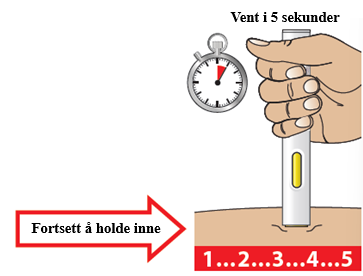 Vent i 5 sekunder
Fortsett å holde inne
1...2...3...4...5